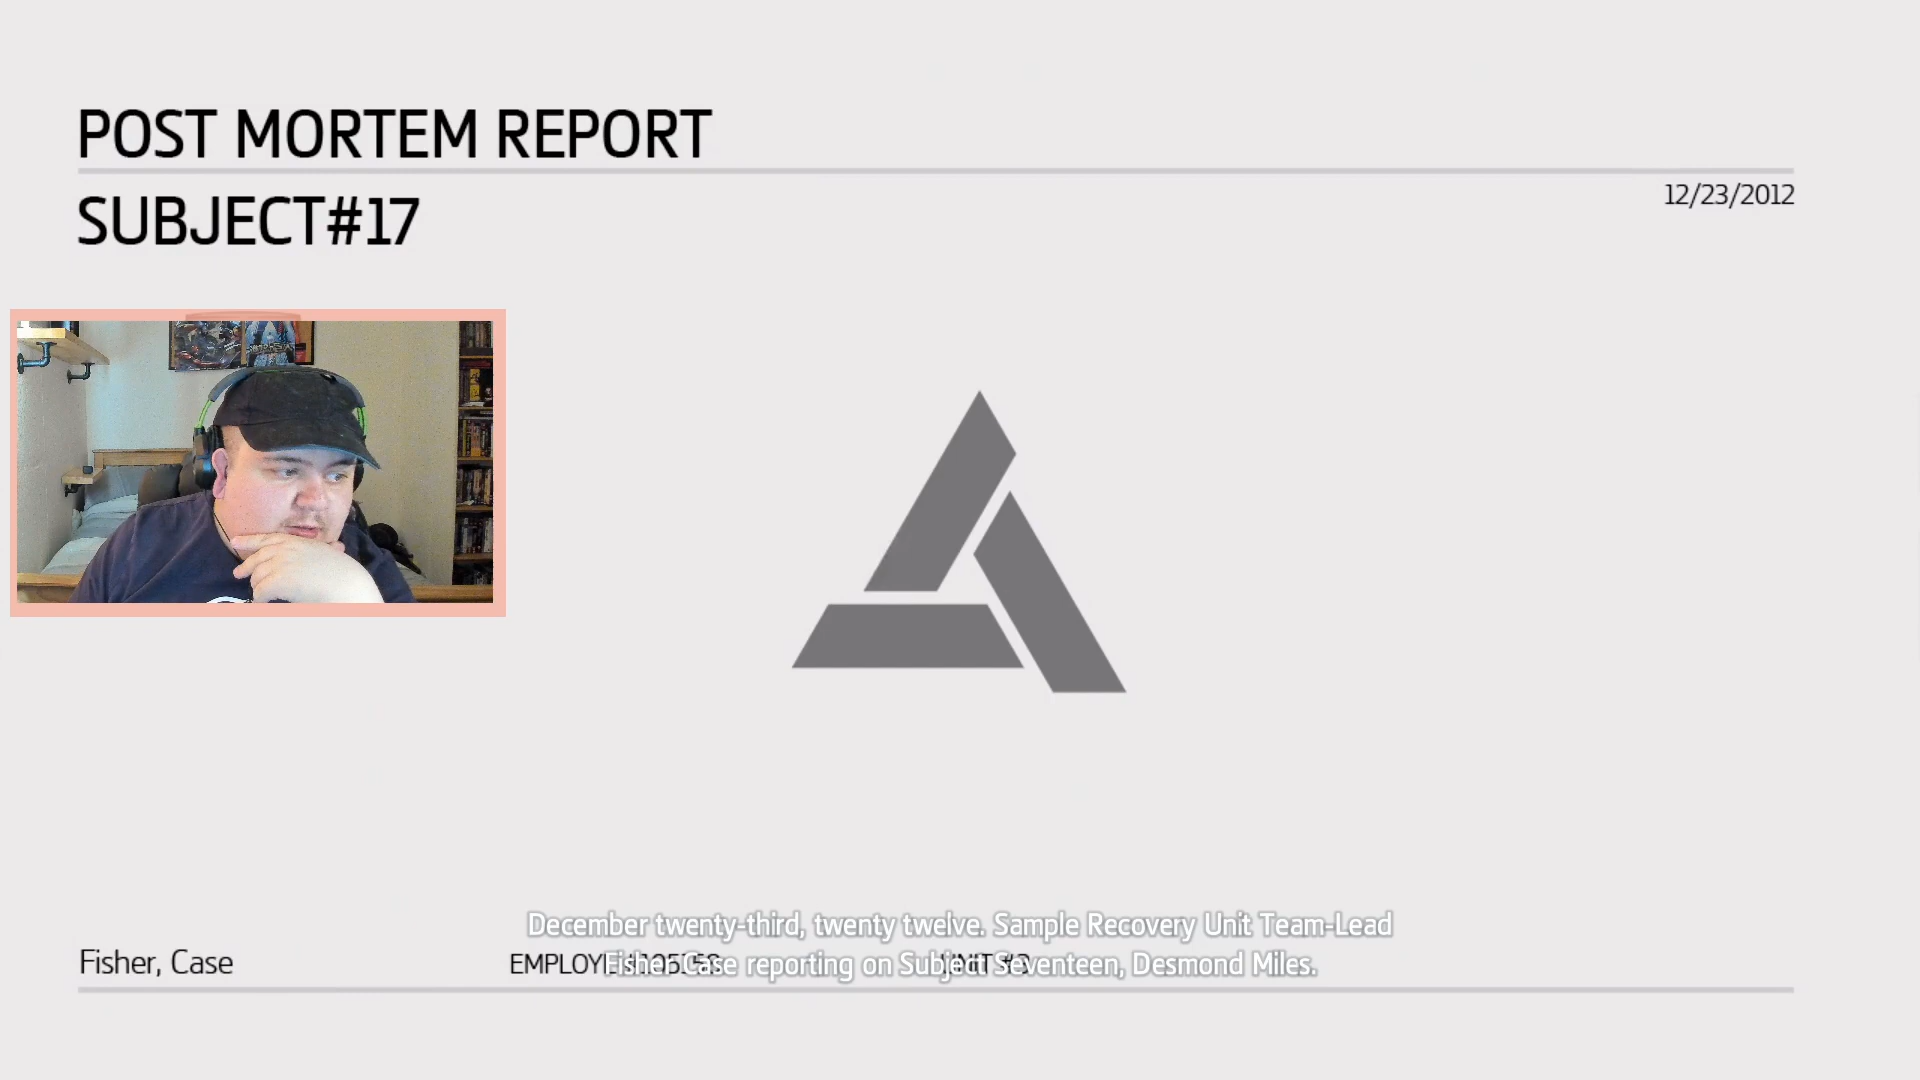 POST MORTEM REPORT
12/23/2012
SUBJECT#17
December twenty-third, twenty twelve. Sample Recovery Unit Team-Lead
Fisher Case reporting on Subject Seventeen, Desmond Miles.
Fisher, Case